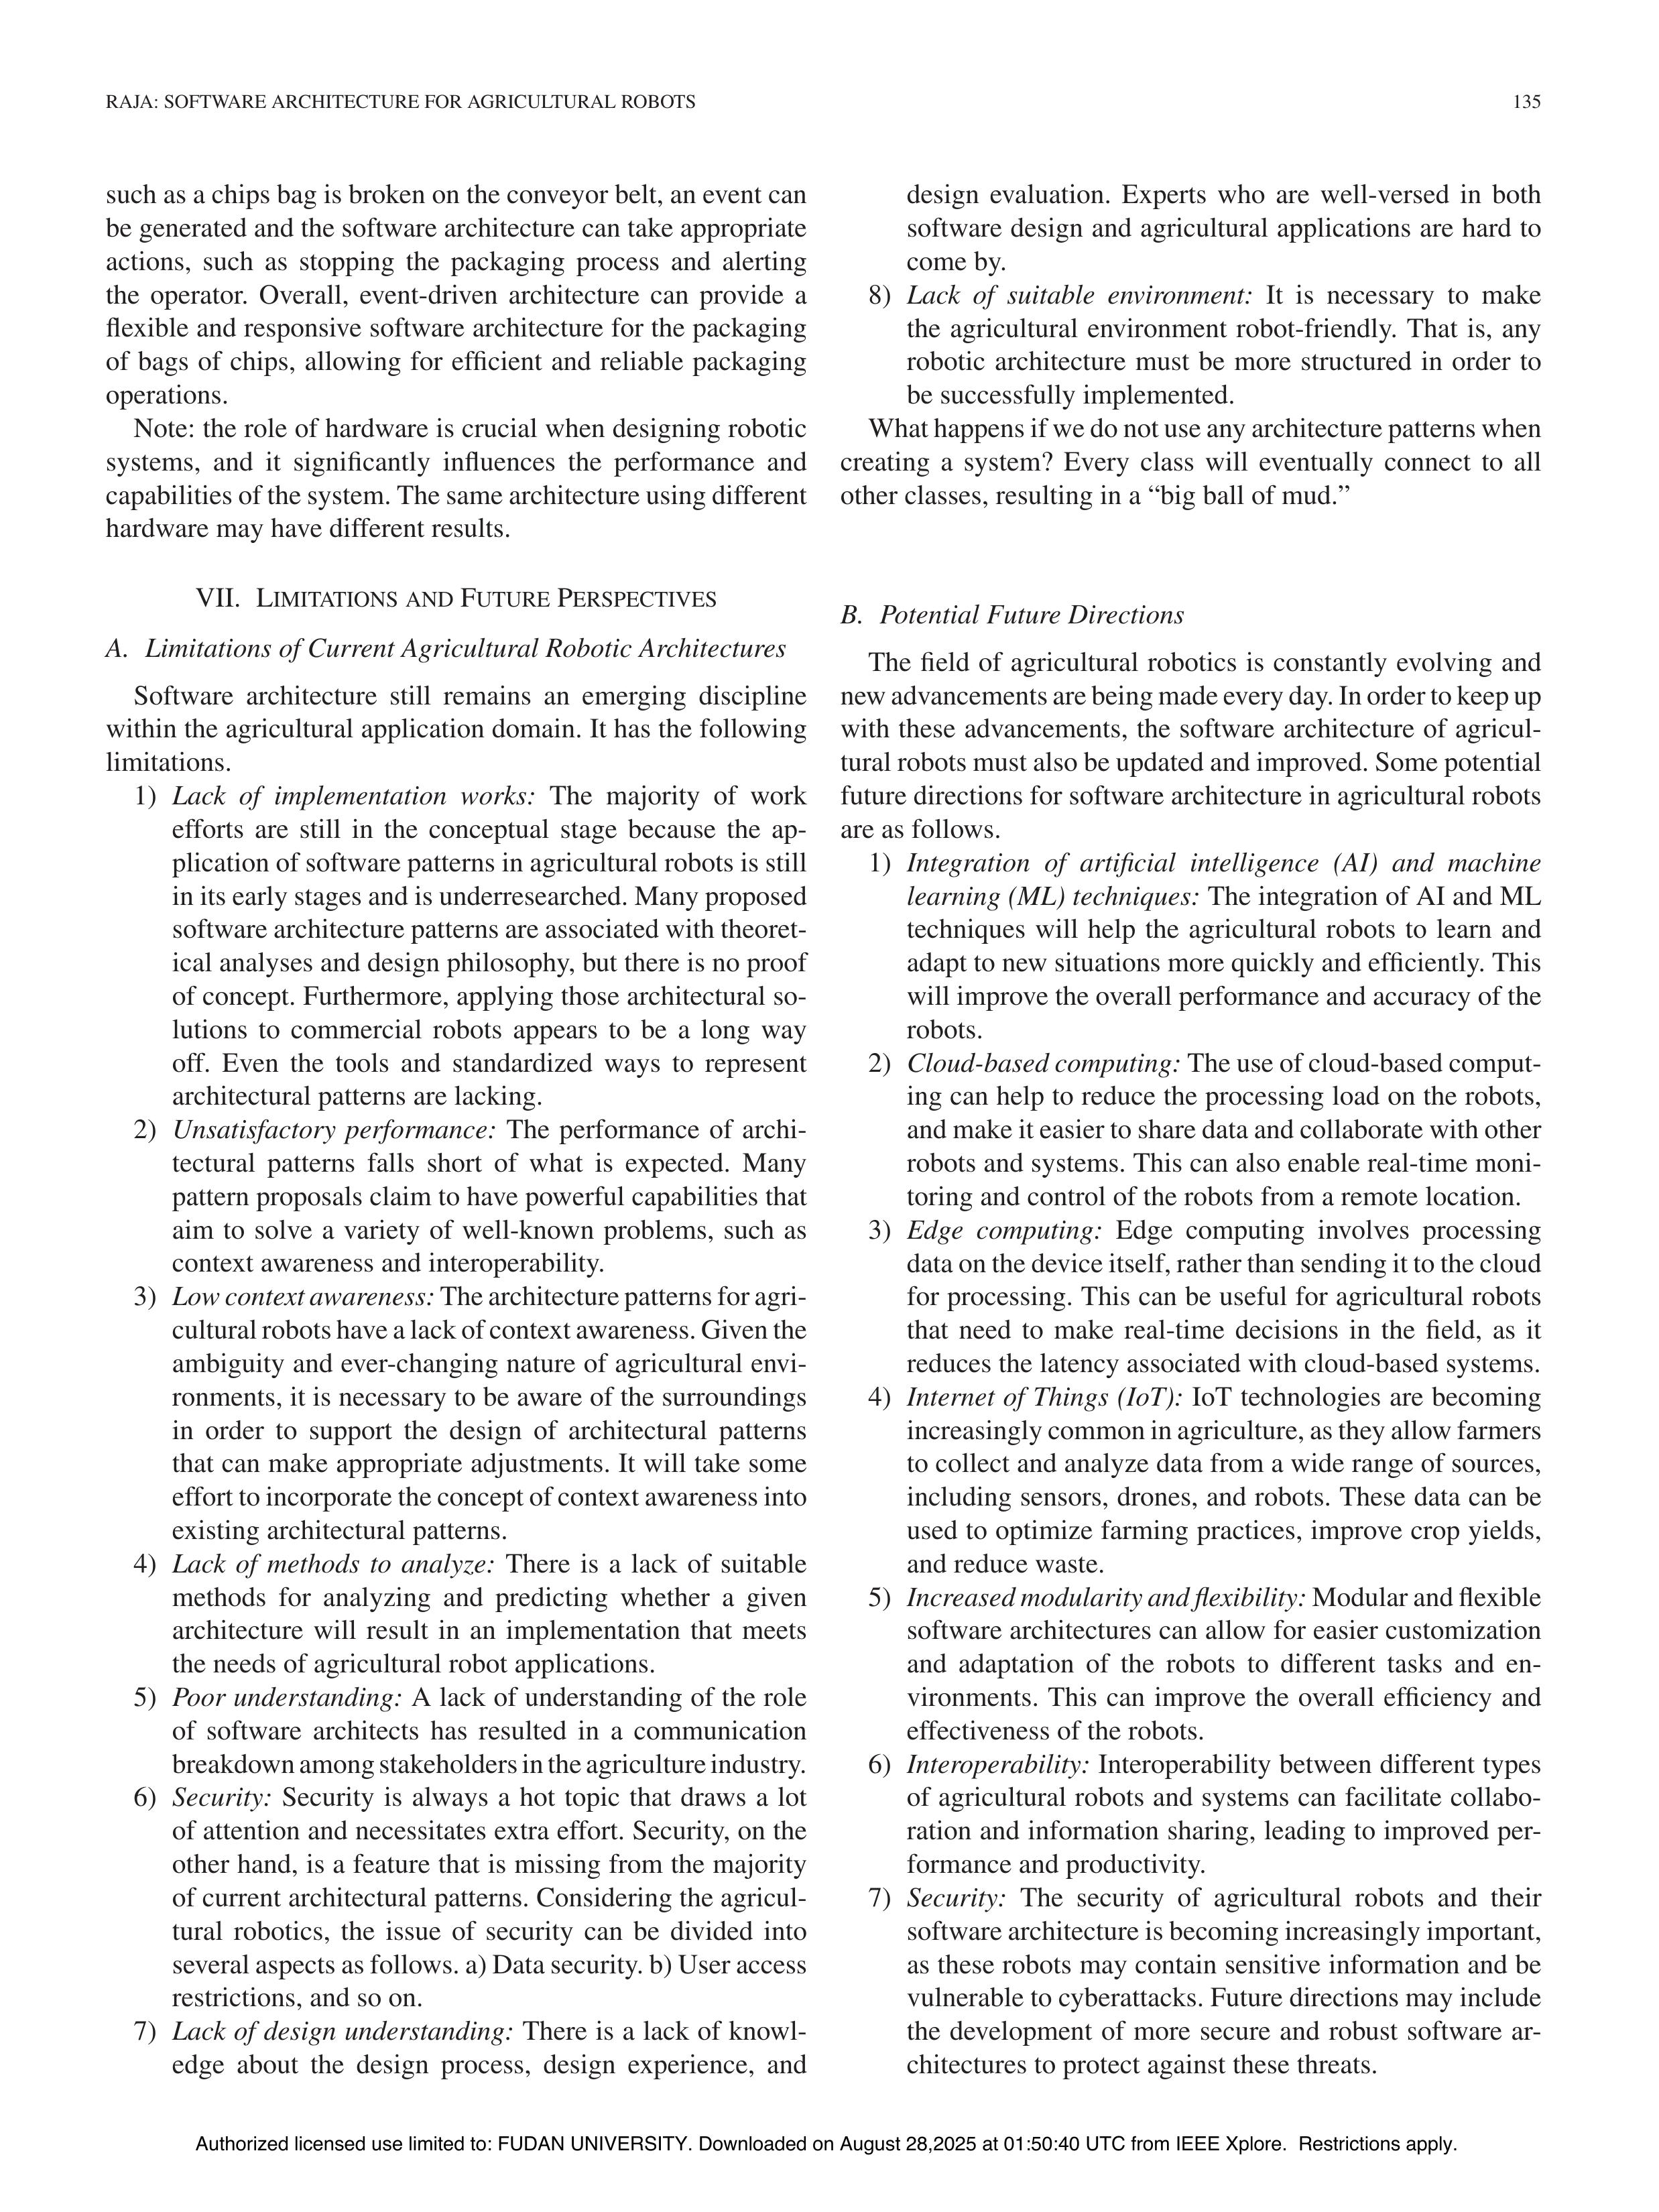 RAJA: SOFTWARE ARCHITECTURE FOR AGRICULTURAL ROBOTS
135
such as a chips bag is broken on the conveyor belt, an event can
be generated and the software architecture can take appropriate
actions, such as stopping the packaging process and alerting
the operator. Overall, event-driven architecture can provide a
flexible and responsive software architecture for the packaging
of bags of chips, allowing for efficient and reliable packaging
operations.
Note: the role of hardware is crucial when designing robotic
systems, and it significantly influences the performance and
capabilities of the system. The same architecture using different
hardware may have different results.
VII. LIMITATIONS AND FUTURE PERSPECTIVES
A. Limitations of Current Agricultural Robotic Architectures
Software architecture still remains an emerging discipline
within the agricultural application domain. It has the following
limitations.
1) Lack of implementation works: The majority of work
efforts are still in the conceptual stage because the ap-
plication of software patterns in agricultural robots is still
in its early stages and is underresearched. Many proposed
software architecture patterns are associated with theoret-
ical analyses and design philosophy, but there is no proof
of concept. Furthermore, applying those architectural so-
lutions to commercial robots appears to be a long way
off. Even the tools and standardized ways to represent
architectural patterns are lacking.
2) Unsatisfactory performance: The performance of archi-
tectural patterns falls short of what is expected. Many
pattern proposals claim to have powerful capabilities that
aim to solve a variety of well-known problems, such as
context awareness and interoperability.
3) Low context awareness: The architecture patterns for agri-
cultural robots have a lack of context awareness. Given the
ambiguity and ever-changing nature of agricultural envi-
ronments, it is necessary to be aware of the surroundings
in order to support the design of architectural patterns
that can make appropriate adjustments. It will take some
effort to incorporate the concept of context awareness into
existing architectural patterns.
4) Lack of methods to analyze: There is a lack of suitable
methods for analyzing and predicting whether a given
architecture will result in an implementation that meets
the needs of agricultural robot applications.
5) Poor understanding: A lack of understanding of the role
of software architects has resulted in a communication
breakdown among stakeholders in the agriculture industry.
6) Security: Security is always a hot topic that draws a lot
of attention and necessitates extra effort. Security, on the
other hand, is a feature that is missing from the majority
of current architectural patterns. Considering the agricul-
tural robotics, the issue of security can be divided into
several aspects as follows. a) Data security. b) User access
restrictions, and so on.
7) Lack of design understanding: There is a lack of knowl-
edge about the design process, design experience, and
design evaluation. Experts who are well-versed in both
software design and agricultural applications are hard to
come by.
8) Lack of suitable environment: It is necessary to make
the agricultural environment robot-friendly. That is, any
robotic architecture must be more structured in order to
be successfully implemented.
What happens if we do not use any architecture patterns when
creating a system? Every class will eventually connect to all
other classes, resulting in a “big ball of mud.”
B. Potential Future Directions
The field of agricultural robotics is constantly evolving and
new advancements are being made every day. In order to keep up
with these advancements, the software architecture of agricul-
tural robots must also be updated and improved. Some potential
future directions for software architecture in agricultural robots
are as follows.
1) Integration of artificial intelligence (AI) and machine
learning (ML) techniques: The integration of AI and ML
techniques will help the agricultural robots to learn and
adapt to new situations more quickly and efficiently. This
will improve the overall performance and accuracy of the
robots.
2) Cloud-based computing: The use of cloud-based comput-
ing can help to reduce the processing load on the robots,
and make it easier to share data and collaborate with other
robots and systems. This can also enable real-time moni-
toring and control of the robots from a remote location.
3) Edge computing: Edge computing involves processing
data on the device itself, rather than sending it to the cloud
for processing. This can be useful for agricultural robots
that need to make real-time decisions in the field, as it
reduces the latency associated with cloud-based systems.
4) Internet of Things (IoT): IoT technologies are becoming
increasingly common in agriculture, as they allow farmers
to collect and analyze data from a wide range of sources,
including sensors, drones, and robots. These data can be
used to optimize farming practices, improve crop yields,
and reduce waste.
5) Increased modularity and flexibility: Modular and flexible
software architectures can allow for easier customization
and adaptation of the robots to different tasks and en-
vironments. This can improve the overall efficiency and
effectiveness of the robots.
6) Interoperability: Interoperability between different types
of agricultural robots and systems can facilitate collabo-
ration and information sharing, leading to improved per-
formance and productivity.
7) Security: The security of agricultural robots and their
software architecture is becoming increasingly important,
as these robots may contain sensitive information and be
vulnerable to cyberattacks. Future directions may include
the development of more secure and robust software ar-
chitectures to protect against these threats.
Authorized licensed use limited to: FUDAN UNIVERSITY. Downloaded on August 28,2025 at 01:50:40 UTC from IEEE Xplore. Restrictions apply.